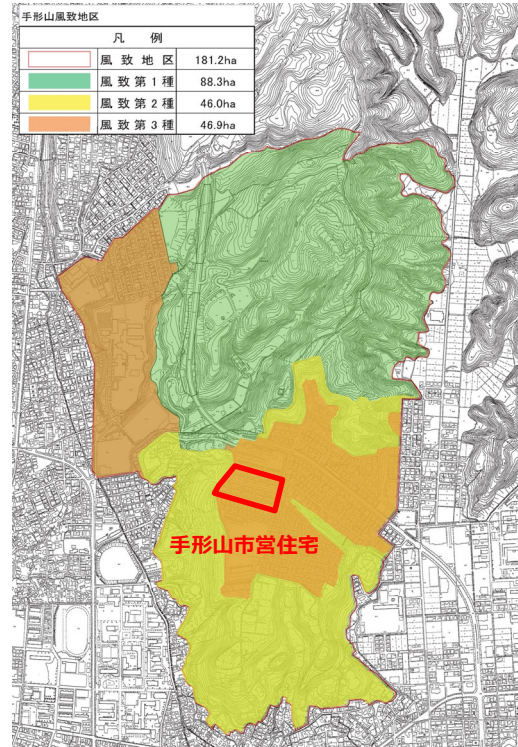 手形山風致地区
凡 例
風致地区 181.2ha
風致第1種 88.3ha
風致第2種 46.0ha
風致第3種 46.9ha
手形山市営住宅